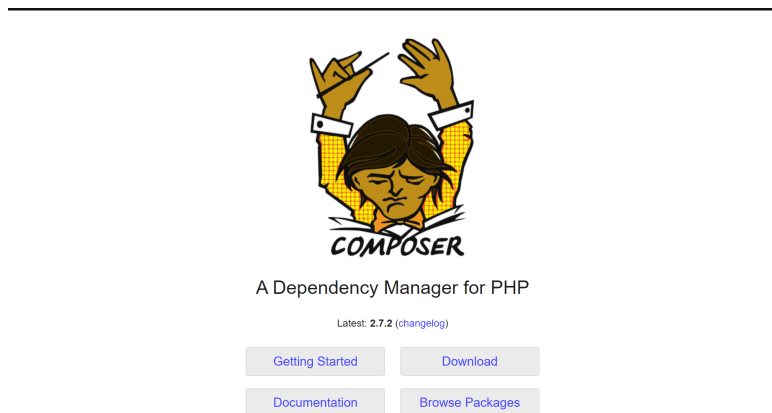 COMPOSER
A Dependency Manager for PHP
Latest: 2.7.2 (changelog)
Getting Started
Download
Documentation
Browse Packages